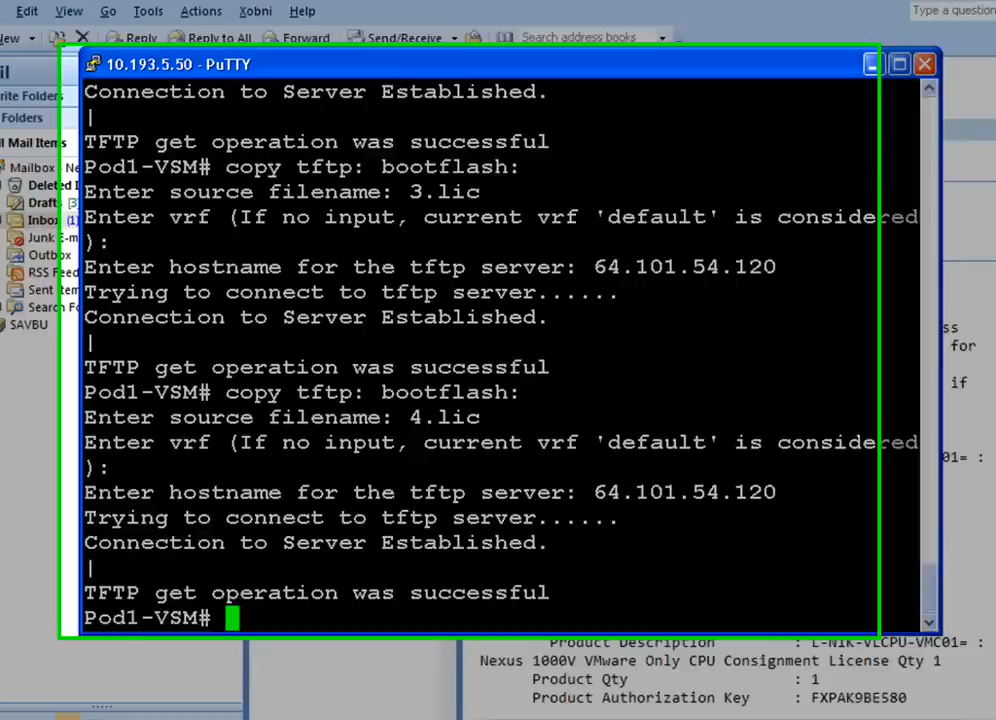 Edit View Go Tools Actions Xobni Help
Type a question
Reply Reply to All Forward Send/Receive Search address books
10.193.5.50 - PuTTY
Connection to Server Established.
|
TFTP get operation was successful
Pod1-VSM# copy tftp: bootflash:
Enter source filename: 3.lic
Enter vrf (If no input, current vrf 'default' is considered
):
Enter hostname for the tftp server: 64.101.54.120
Trying to connect to tftp server......
Connection to Server Established.
|
TFTP get operation was successful
Pod1-VSM# copy tftp: bootflash:
Enter source filename: 4.lic
Enter vrf (If no input, current vrf 'default' is considered
):
Enter hostname for the tftp server: 64.101.54.120
Trying to connect to tftp server......
Connection to Server Established.
|
TFTP get operation was successful
Pod1-VSM#
Folders
All Mail Items
Mailbox - Ne
Deleted I
Drafts [3]
Inbox (1)
Junk E-m
Outbox
RSS Feed
Sent Item
Search Fo
SAVBU
for
if
Product Description : L-N1K-VLCPU-VMC01= :
Nexus 1000V VMware Only CPU Consignment License Qty 1
Product Qty : 1
Product Authorization Key : FXPAK9BE580